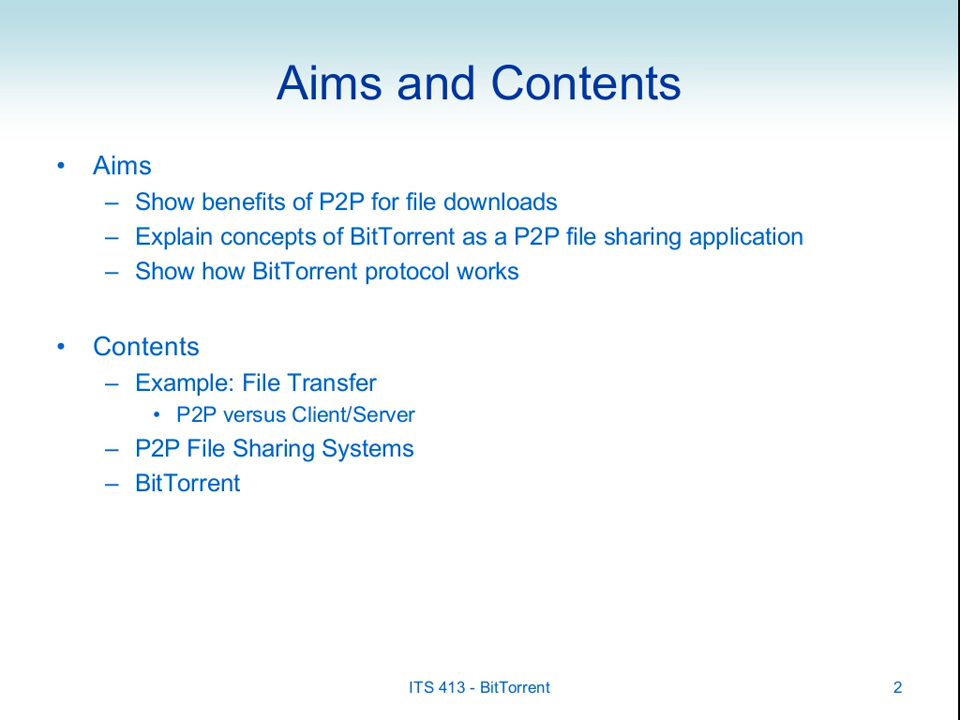 Aims and Contents
• Aims
– Show benefits of P2P for file downloads
– Explain concepts of BitTorrent as a P2P file sharing application
– Show how BitTorrent protocol works
• Contents
– Example: File Transfer
• P2P versus Client/Server
– P2P File Sharing Systems
– BitTorrent
ITS 413 - BitTorrent
2